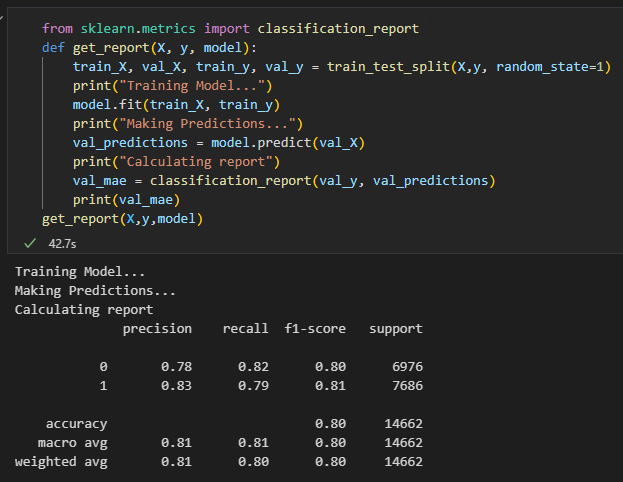 from sklearn.metrics import classification_report
def get_report(X, y, model):
    train_X, val_X, train_y, val_y = train_test_split(X,y, random_state=1)
    print("Training Model...")
    model.fit(train_X, train_y)
    print("Making Predictions...")
    val_predictions = model.predict(val_X)
    print("Calculating report")
    val_mae = classification_report(val_y, val_predictions)
    print(val_mae)
get_report(X,y,model)
42.7s
Training Model...
Making Predictions...
Calculating report
              precision    recall  f1-score   support

           0       0.78      0.82      0.80      6976
           1       0.83      0.79      0.81      7686

    accuracy                           0.80     14662
   macro avg       0.81      0.81      0.80     14662
weighted avg       0.81      0.80      0.80     14662